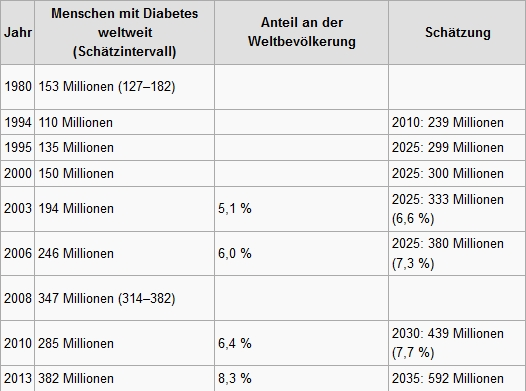 Jahr Menschen mit Diabetes weltweit (Schätzintervall) Anteil an der Weltbevölkerung Schätzung
1980 153 Millionen (127–182)
1994 110 Millionen 2010: 239 Millionen
1995 135 Millionen 2025: 299 Millionen
2000 150 Millionen 2025: 300 Millionen
2003 194 Millionen 5,1 % 2025: 333 Millionen (6,6 %)
2006 246 Millionen 6,0 % 2025: 380 Millionen (7,3 %)
2008 347 Millionen (314–382)
2010 285 Millionen 6,4 % 2030: 439 Millionen (7,7 %)
2013 382 Millionen 8,3 % 2035: 592 Millionen